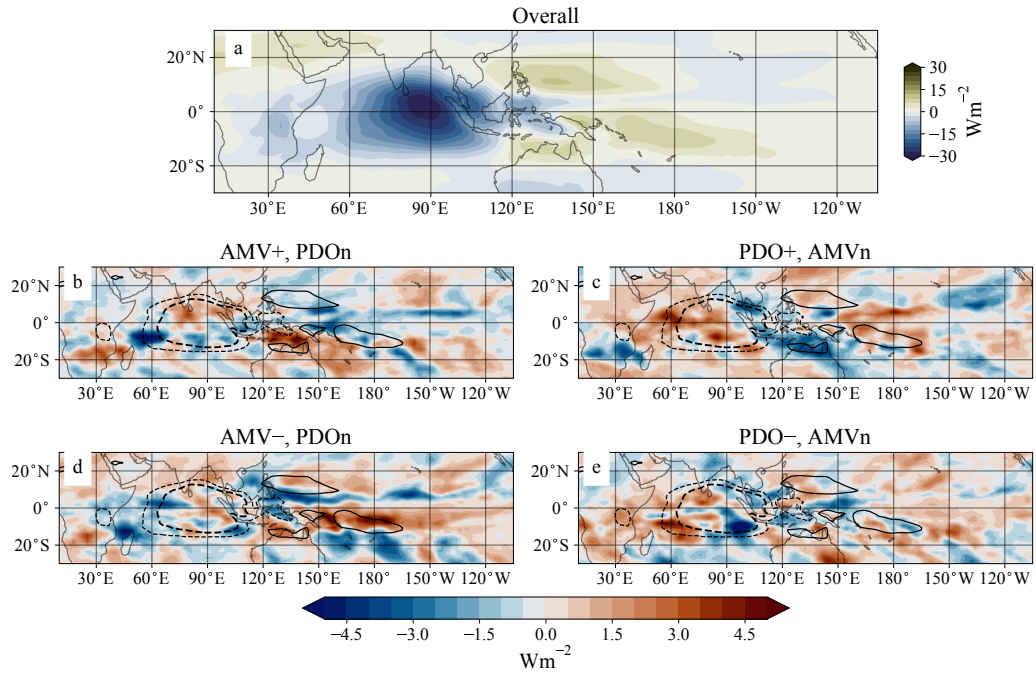 Overall
a
20°N
0°
20°S
30°E 60°E 90°E 120°E 150°E 180° 150°W 120°W
30
15
0
−15
−30
Wm−2
AMV+, PDOn
b
20°N
0°
20°S
30°E 60°E 90°E 120°E 150°E 180° 150°W 120°W
PDO+, AMVn
c
20°N
0°
20°S
30°E 60°E 90°E 120°E 150°E 180° 150°W 120°W
AMV−, PDOn
d
20°N
0°
20°S
30°E 60°E 90°E 120°E 150°E 180° 150°W 120°W
PDO−, AMVn
e
20°N
0°
20°S
30°E 60°E 90°E 120°E 150°E 180° 150°W 120°W
−4.5 −3.0 −1.5 0.0 1.5 3.0 4.5
Wm−2